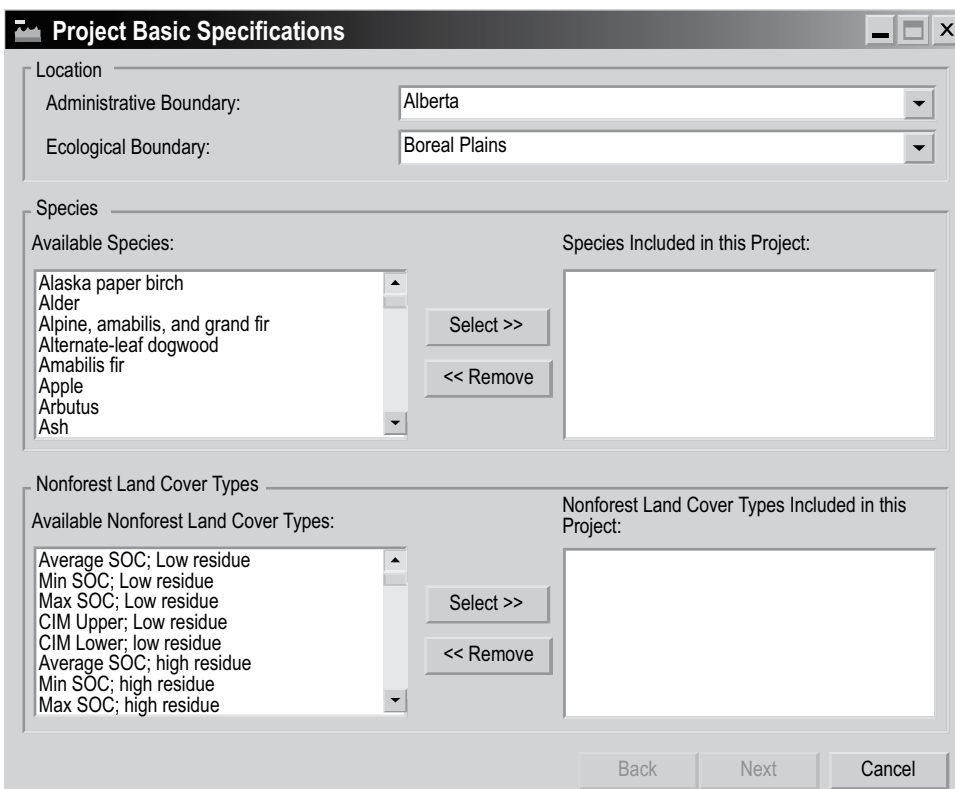 Project Basic Specifications
Location
Administrative Boundary:
Alberta
Ecological Boundary:
Boreal Plains
Species
Available Species:
Alaska paper birch
Alder
Alpine, amabilis, and grand fir
Alternate-leaf dogwood
Amabilis fir
Apple
Arbutus
Ash
Select >>
<< Remove
Species Included in this Project:
Nonforest Land Cover Types
Available Nonforest Land Cover Types:
Average SOC; Low residue
Min SOC; Low residue
Max SOC; Low residue
CIM Upper; Low residue
CIM Lower; low residue
Average SOC; high residue
Min SOC; high residue
Max SOC; high residue
Select >>
<< Remove
Nonforest Land Cover Types Included in this
Project:
Back
Next
Cancel